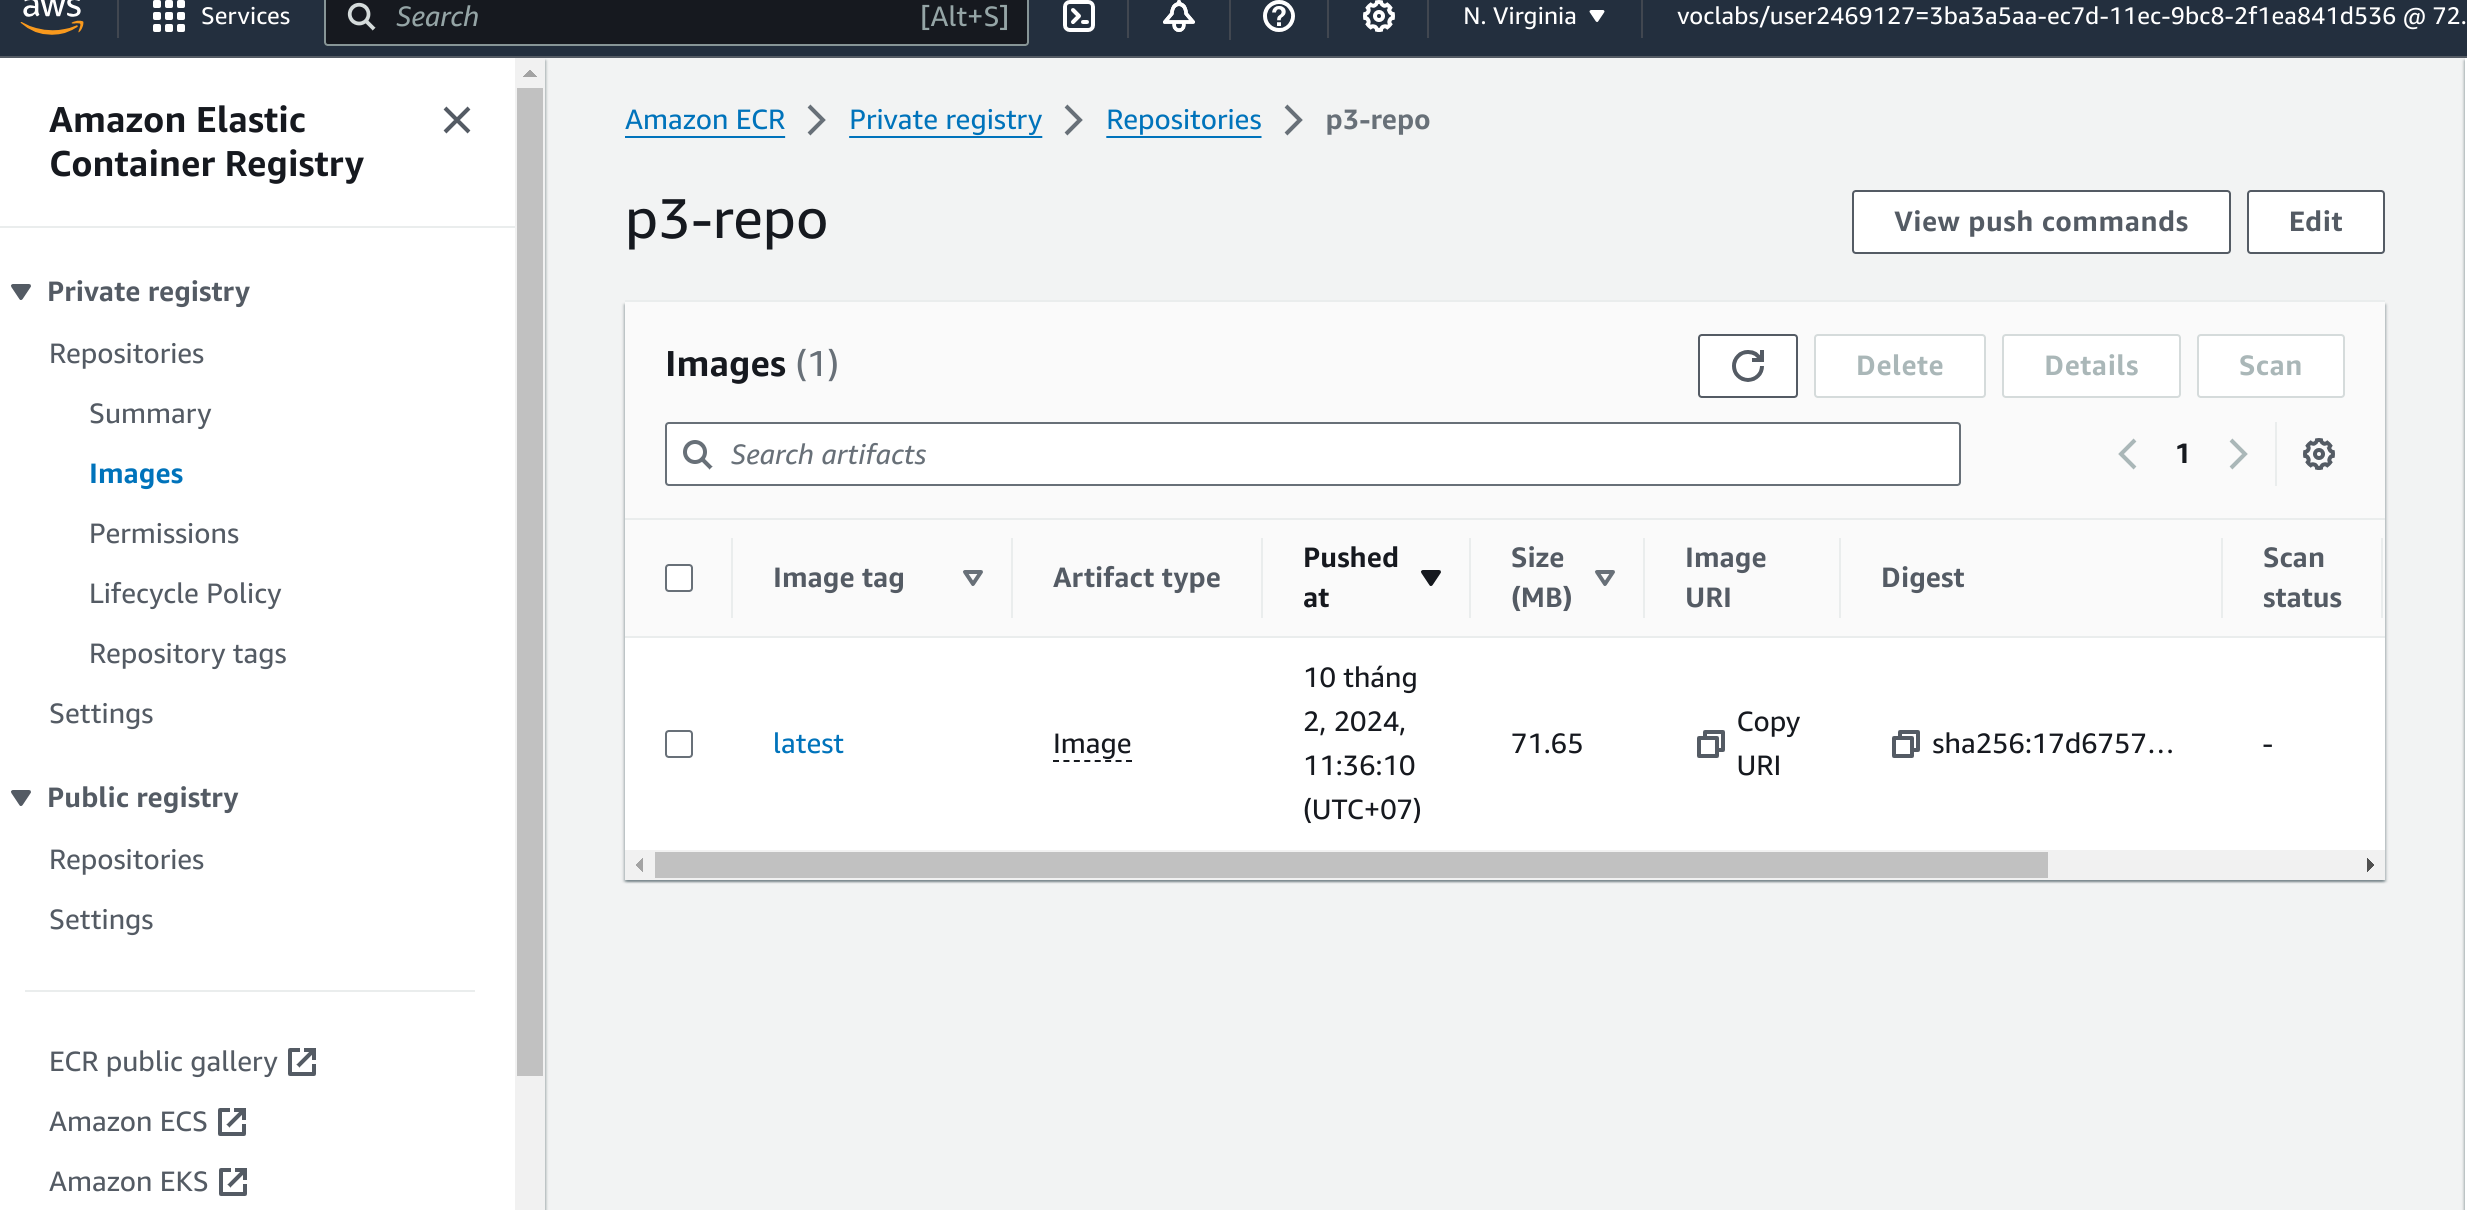 aws
Services
Search
[Alt+S]
N. Virginia
voclabs/user2469127=3ba3a5aa-ec7d-11ec-9bc8-2f1ea841d536 @ 72.
Amazon Elastic
Container Registry
Private registry
Repositories
Summary
Images
Permissions
Lifecycle Policy
Repository tags
Settings
Public registry
Repositories
Settings
ECR public gallery
Amazon ECS
Amazon EKS
Amazon ECR
Private registry
Repositories
p3-repo
p3-repo
View push commands
Edit
Images (1)
Delete
Details
Scan
Search artifacts
1
Image tag
Artifact type
Pushed
at
Size
(MB)
Image
URI
Digest
Scan
status
latest
Image
10 tháng
2, 2024,
11:36:10
(UTC+07)
71.65
Copy
URI
sha256:17d6757...
-